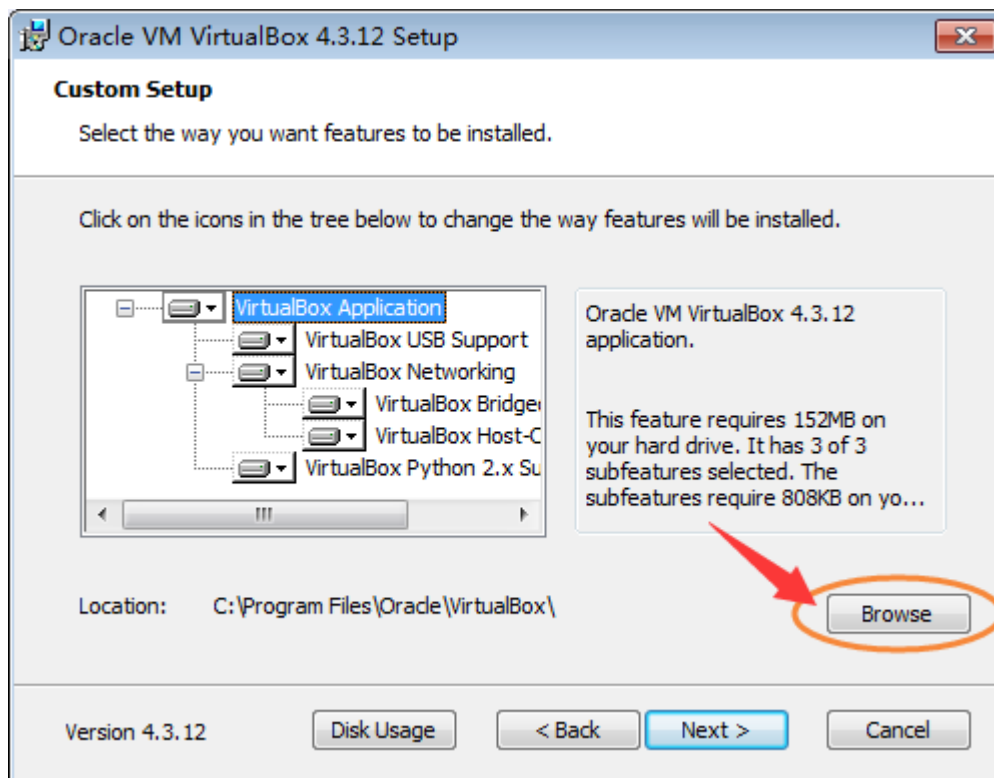 Oracle VM VirtualBox 4.3.12 Setup
Custom Setup
Select the way you want features to be installed.
Click on the icons in the tree below to change the way features will be installed.
VirtualBox Application
VirtualBox USB Support
VirtualBox Networking
VirtualBox Bridge
VirtualBox Host-C
VirtualBox Python 2.x Su
Oracle VM VirtualBox 4.3.12
application.
This feature requires 152MB on
your hard drive. It has 3 of 3
subfeatures selected. The
subfeatures require 808KB on yo...
Location: C:\Program Files\Oracle\VirtualBox\
Browse
Version 4.3.12
Disk Usage
< Back
Next >
Cancel